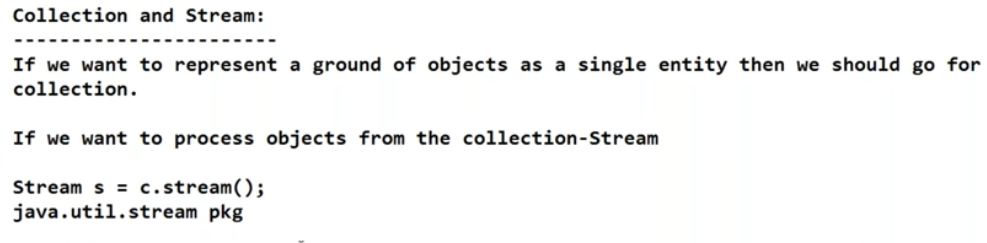 Collection and Stream:
-----------------------
If we want to represent a ground of objects as a single entity then we should go for
collection.
If we want to process objects from the collection-Stream
Stream s = c.stream();
java.util.stream pkg